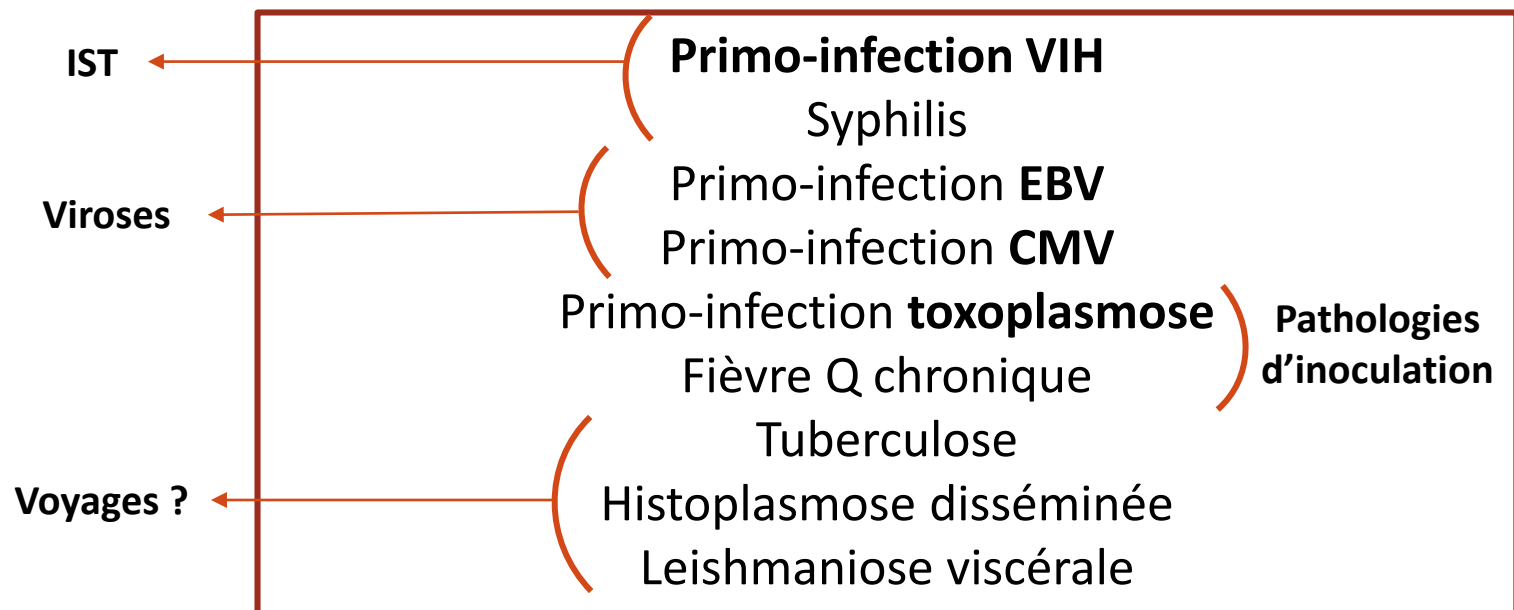 IST
Primo-infection VIH
Syphilis
Viroses
Primo-infection EBV
Primo-infection CMV
Primo-infection toxoplasmose
Fièvre Q chronique
Pathologies
d’inoculation
Voyages ?
Tuberculose
Histoplasmose disséminée
Leishmaniose viscérale